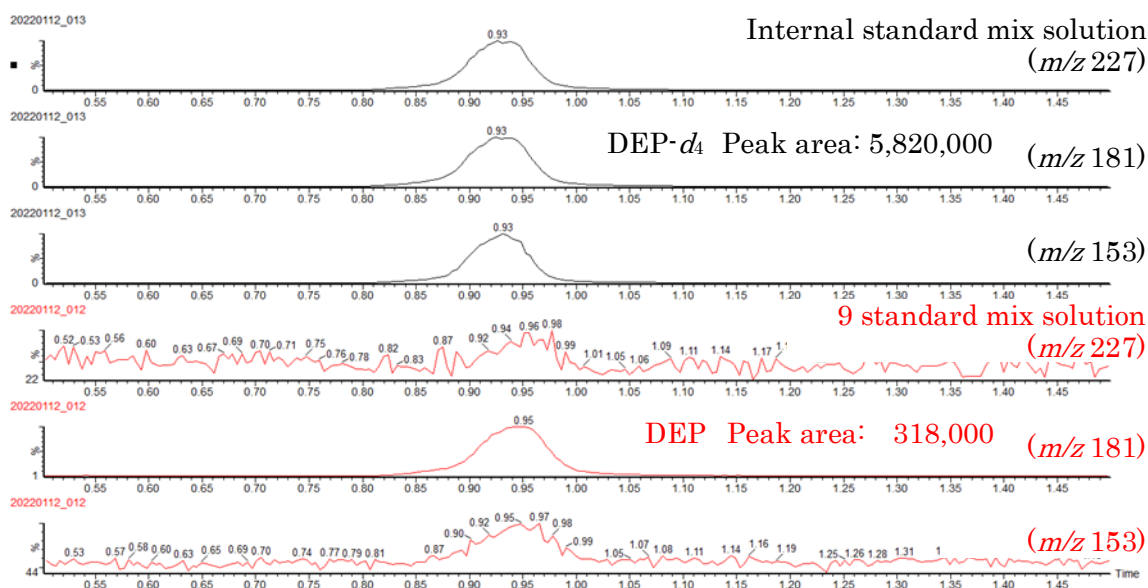 20220112_013
Internal standard mix solution
0.93
(m/z 227)
%
0
0.55 0.60 0.65 0.70 0.75 0.80 0.85 0.90 0.95 1.00 1.05 1.10 1.15 1.20 1.25 1.30 1.35 1.40 1.45
20220112_013
0.93
DEP-d4 Peak area: 5,820,000 (m/z 181)
%
0
0.55 0.60 0.65 0.70 0.75 0.80 0.85 0.90 0.95 1.00 1.05 1.10 1.15 1.20 1.25 1.30 1.35 1.40 1.45
20220112_013
0.93
(m/z 153)
%
0
0.55 0.60 0.65 0.70 0.75 0.80 0.85 0.90 0.95 1.00 1.05 1.10 1.15 1.20 1.25 1.30 1.35 1.40 1.45
20220112_012
9 standard mix solution
0.52 0.53 0.56 0.60 0.63 0.67 0.69 0.70 0.71 0.75 0.76 0.78 0.82 0.83 0.87 0.92 0.94 0.96 0.98 0.99 1.01 1.05 1.06 1.09 1.11 1.14 1.17
(m/z 227)
%
22
0.55 0.60 0.65 0.70 0.75 0.80 0.85 0.90 0.95 1.00 1.05 1.10 1.15 1.20 1.25 1.30 1.35 1.40 1.45
20220112_012
0.95
DEP Peak area: 318,000 (m/z 181)
%
1
0.55 0.60 0.65 0.70 0.75 0.80 0.85 0.90 0.95 1.00 1.05 1.10 1.15 1.20 1.25 1.30 1.35 1.40 1.45
20220112_012
0.53 0.57 0.58 0.60 0.63 0.65 0.69 0.70 0.74 0.77 0.79 0.81 0.87 0.90 0.92 0.95 0.97 0.98 0.99 1.05 1.07 1.08 1.11 1.14 1.16 1.19 1.25 1.26 1.28 1.31
(m/z 153)
%
44
Time
0.55 0.60 0.65 0.70 0.75 0.80 0.85 0.90 0.95 1.00 1.05 1.10 1.15 1.20 1.25 1.30 1.35 1.40 1.45